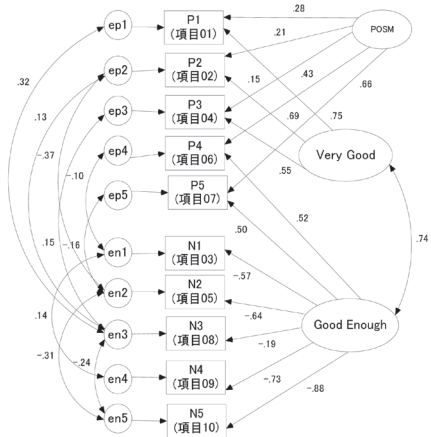 ep1
P1
(項目01)
.28
POSM
.32
.21
ep2
P2
(項目02)
.13
.15
.43
.66
ep3
P3
(項目04)
.69
.75
-.37
ep4
P4
(項目06)
.55
Very Good
-.10
ep5
P5
(項目07)
.52
.50
.74
.15
-.16
en1
N1
(項目03)
-.57
en2
N2
(項目05)
-.64
.14
en3
N3
(項目08)
-.19
Good Enough
-.31
-.24
en4
N4
(項目09)
-.73
-.88
en5
N5
(項目10)